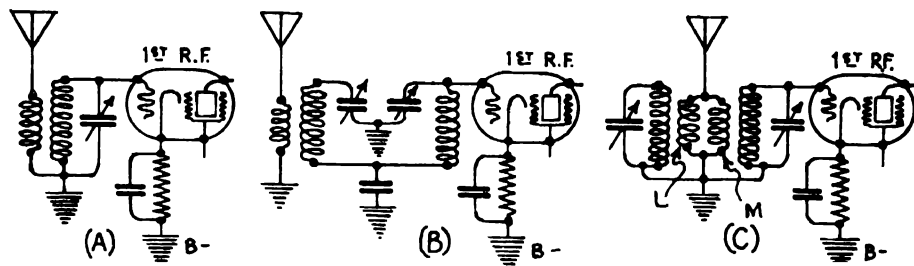 1ST R.F.
(A)
B-
1ST R.F.
(B)
B-
1ST RF.
L
M
(C)
B-